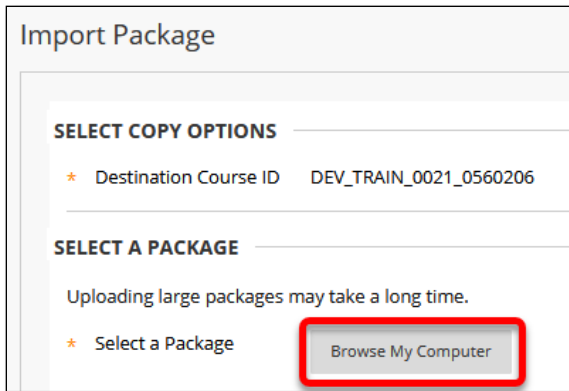 Import Package
SELECT COPY OPTIONS
* Destination Course ID DEV_TRAIN_0021_0560206
SELECT A PACKAGE
Uploading large packages may take a long time.
* Select a Package Browse My Computer